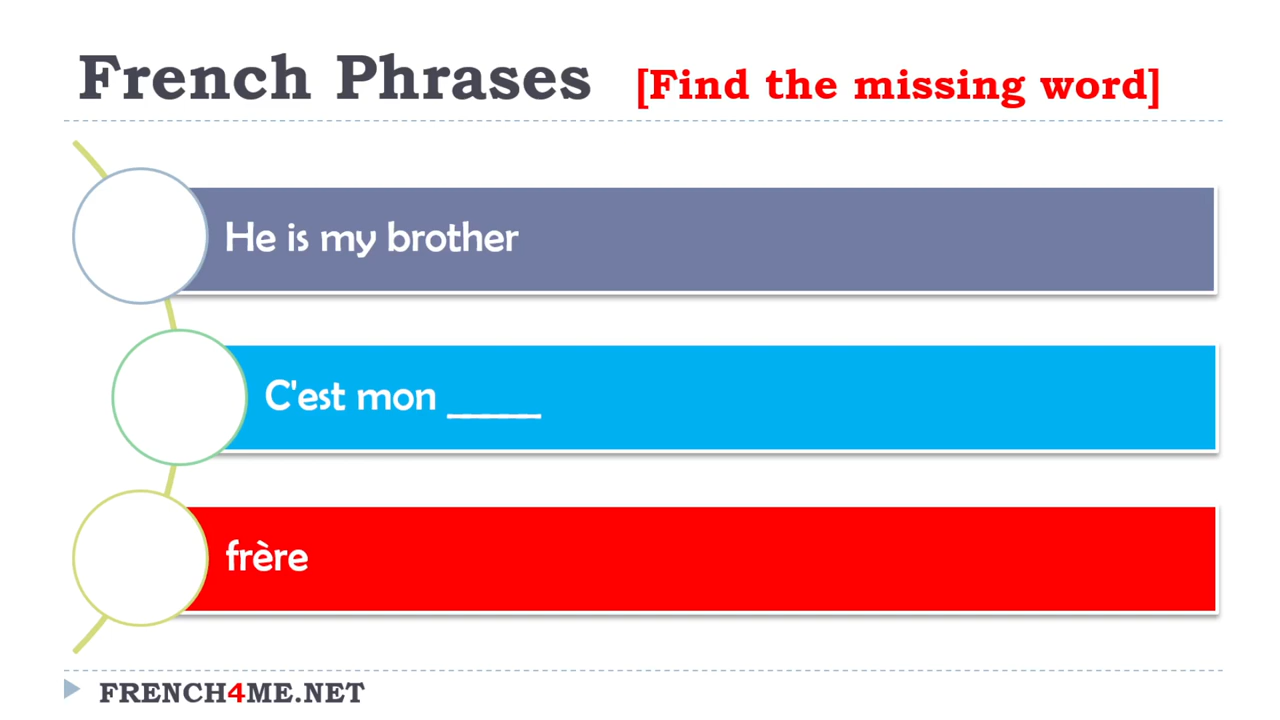 French Phrases [Find the missing word]
He is my brother
C'est mon _____
frère
FRENCH4ME.NET